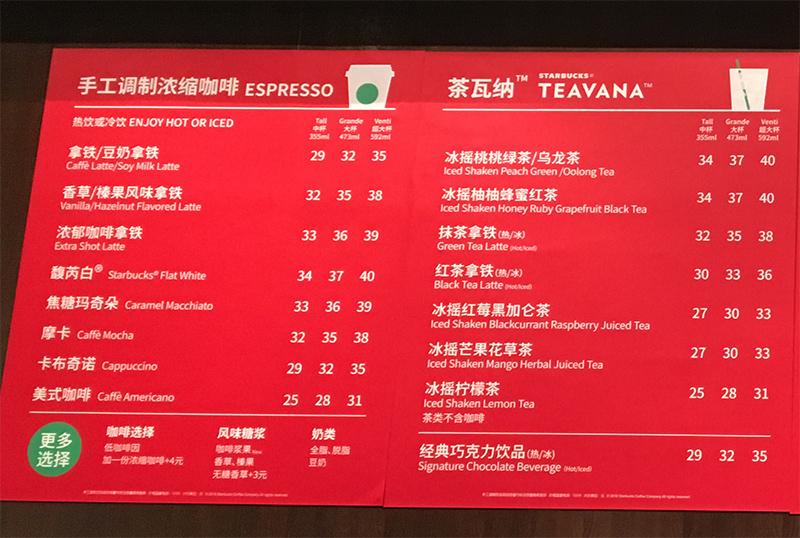 手工调制浓缩咖啡 ESPRESSO
热饮或冷饮 ENJOY HOT OR ICED
Tall Grande Venti
中杯 大杯 超大杯
355ml 473ml 592ml
拿铁/豆奶拿铁 29 32 35
Caffè Latte/Soy Milk Latte
香草/榛果风味拿铁 32 35 38
Vanilla/Hazelnut Flavored Latte
浓郁咖啡拿铁 33 36 39
Extra Shot Latte
馥芮白® Starbucks® Flat White 34 37 40
焦糖玛奇朵 Caramel Macchiato 33 36 39
摩卡 Caffè Mocha 32 35 38
卡布奇诺 Cappuccino 29 32 35
美式咖啡 Caffè Americano 25 28 31
更多
选择
咖啡选择
低咖啡因
加一份浓缩咖啡+4元
风味糖浆
咖啡浆果 New
香草、榛果
无糖香草+3元
奶类
全脂、脱脂
豆奶
茶瓦纳™ STARBUCKS®
TEAVANA™
Tall Grande Venti
中杯 大杯 超大杯
355ml 473ml 592ml
冰摇桃桃绿茶/乌龙茶 34 37 40
Iced Shaken Peach Green /Oolong Tea
冰摇柚柚蜂蜜红茶 34 37 40
Iced Shaken Honey Ruby Grapefruit Black Tea
抹茶拿铁(热/冰) 32 35 38
Green Tea Latte (Hot/Iced)
红茶拿铁(热/冰) 30 33 36
Black Tea Latte (Hot/Iced)
冰摇红莓黑加仑茶 27 30 33
Iced Shaken Blackcurrant Raspberry Juiced Tea
冰摇芒果花草茶 27 30 33
Iced Shaken Mango Herbal Juiced Tea
冰摇柠檬茶 25 28 31
Iced Shaken Lemon Tea
茶类不含咖啡
经典巧克力饮品(热/冰) 29 32 35
Signature Chocolate Beverage (Hot/Iced)